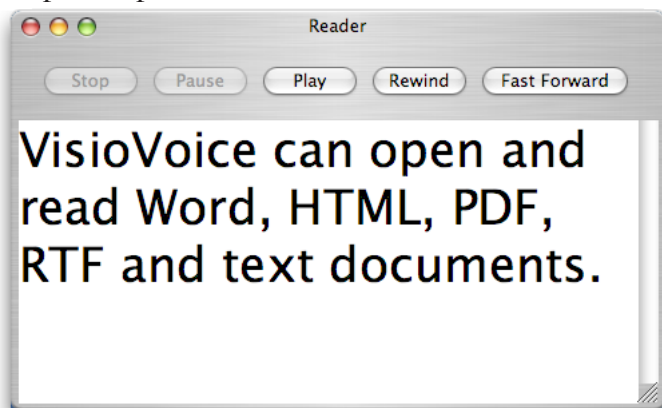 Reader
Stop Pause Play Rewind Fast Forward
VisioVoice can open and
read Word, HTML, PDF,
RTF and text documents.